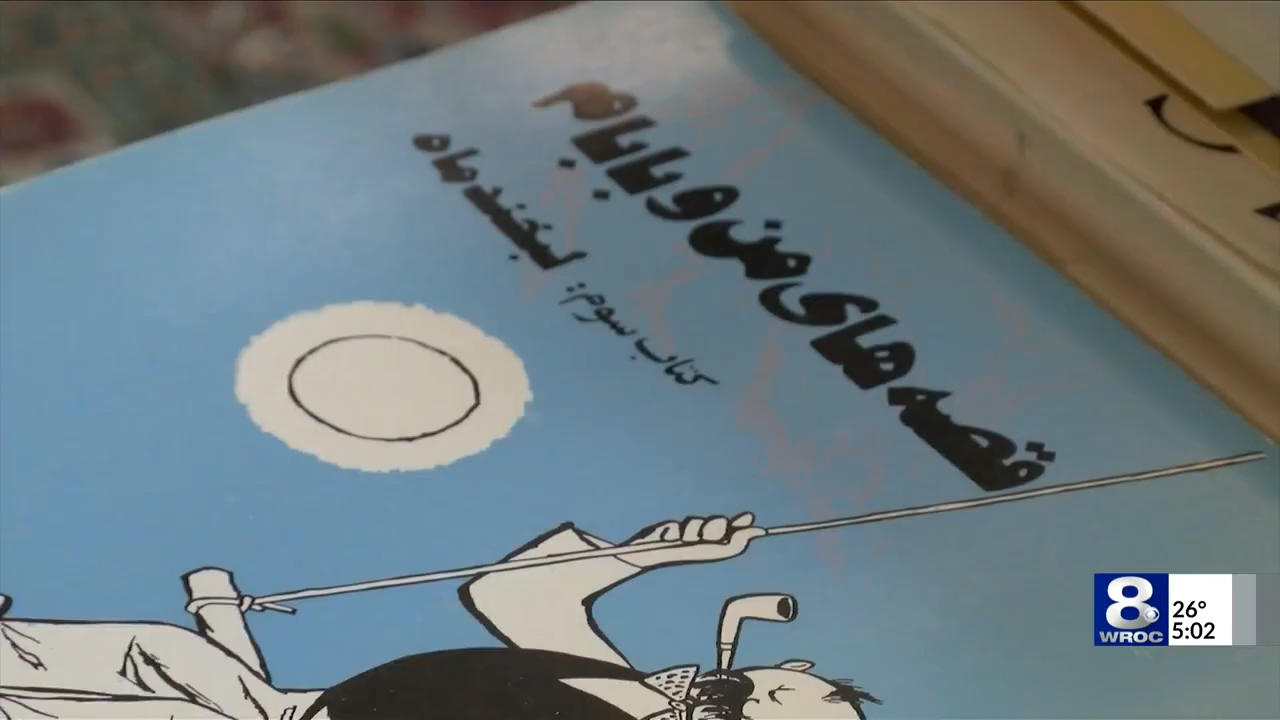 قصه‌های من و بابام
کتاب سوم: لبخند ماه
8
WROC
26°
5:02